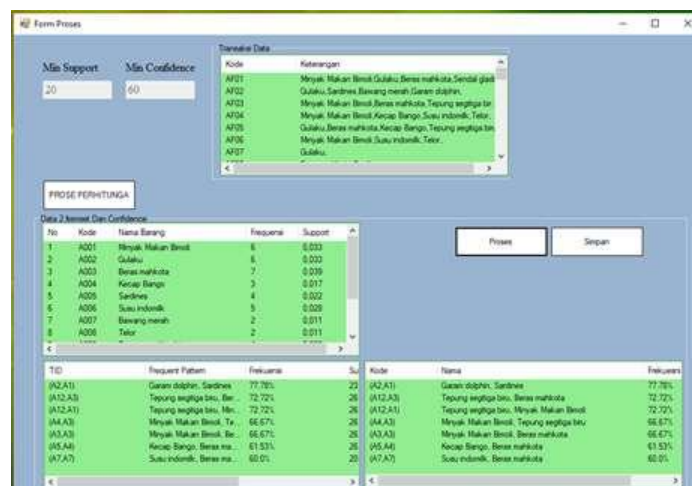 Form Proses
Min Support
Min Confidence
20
60
Transaksi Data
Kode Keterangan
AF01 Minyak Makan Bimoli,Gulaku,Beras mahkota,Sendal gladi
AF02 Gulaku,Sardines,Bawang merah,Garam dolphin,
AF03 Minyak Makan Bimoli,Beras mahkota,Tepung segitiga bir
AF04 Minyak Makan Bimoli,Kecap Bango,Susu indomilk,Telor,
AF05 Gulaku,Beras mahkota,Kecap Bango,Tepung segitiga biru
AF06 Minyak Makan Bimoli,Susu indomilk,Telor,
AF07 Gulaku,
PROSE PERHITUNGA
Data 2 Itemset Dan Confidence
No Kode Nama Barang Frequensi Support
1 A001 Minyak Makan Bimoli 6 0,033
2 A002 Gulaku 6 0,033
3 A003 Beras mahkota 7 0,039
4 A004 Kecap Bango 3 0,017
5 A005 Sardines 4 0,022
6 A006 Susu indomilk 5 0,028
7 A007 Bawang merah 2 0,011
8 A008 Telor 2 0,011
Proses
Simpan
TID Frequent Pattern Frekuensi Su
(A2,A1) Garam dolphin, Sardines 77.78% 23
(A12,A3) Tepung segitiga biru, Ber... 72.72% 26
(A12,A1) Tepung segitiga biru, Min... 72.72% 26
(A4,A3) Minyak Makan Bimoli, Te... 66.67% 26
(A3,A3) Minyak Makan Bimoli, Be... 66.67% 26
(A5,A4) Kecap Bango, Beras ma... 61.53% 26
(A7,A7) Susu indomilk, Beras ma... 60.0% 20
Kode Nama Frekuensi
(A2,A1) Garam dolphin, Sardines 77.78%
(A12,A3) Tepung segitiga biru, Beras mahkota 72.72%
(A12,A1) Tepung segitiga biru, Minyak Makan Bimoli 72.72%
(A4,A3) Minyak Makan Bimoli, Tepung segitiga biru 66.67%
(A3,A3) Minyak Makan Bimoli, Beras mahkota 66.67%
(A5,A4) Kecap Bango, Beras mahkota 61.53%
(A7,A7) Susu indomilk, Beras mahkota 60.0%